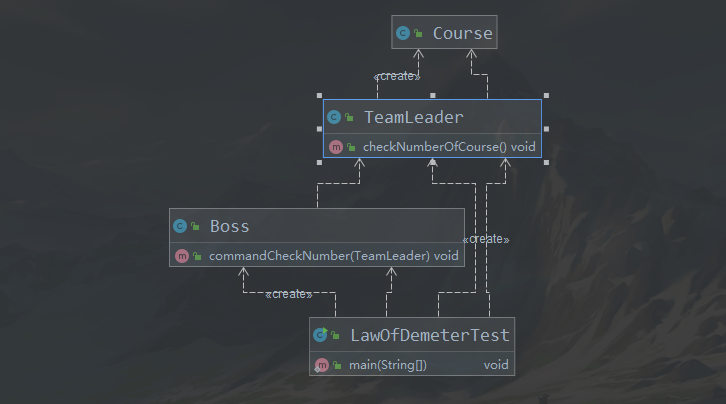 Course
«create»
TeamLeader
checkNumberOfCourse() void
Boss
«create»
commandCheckNumber(TeamLeader) void
«create»
LawOfDemeterTest
main(String[]) void